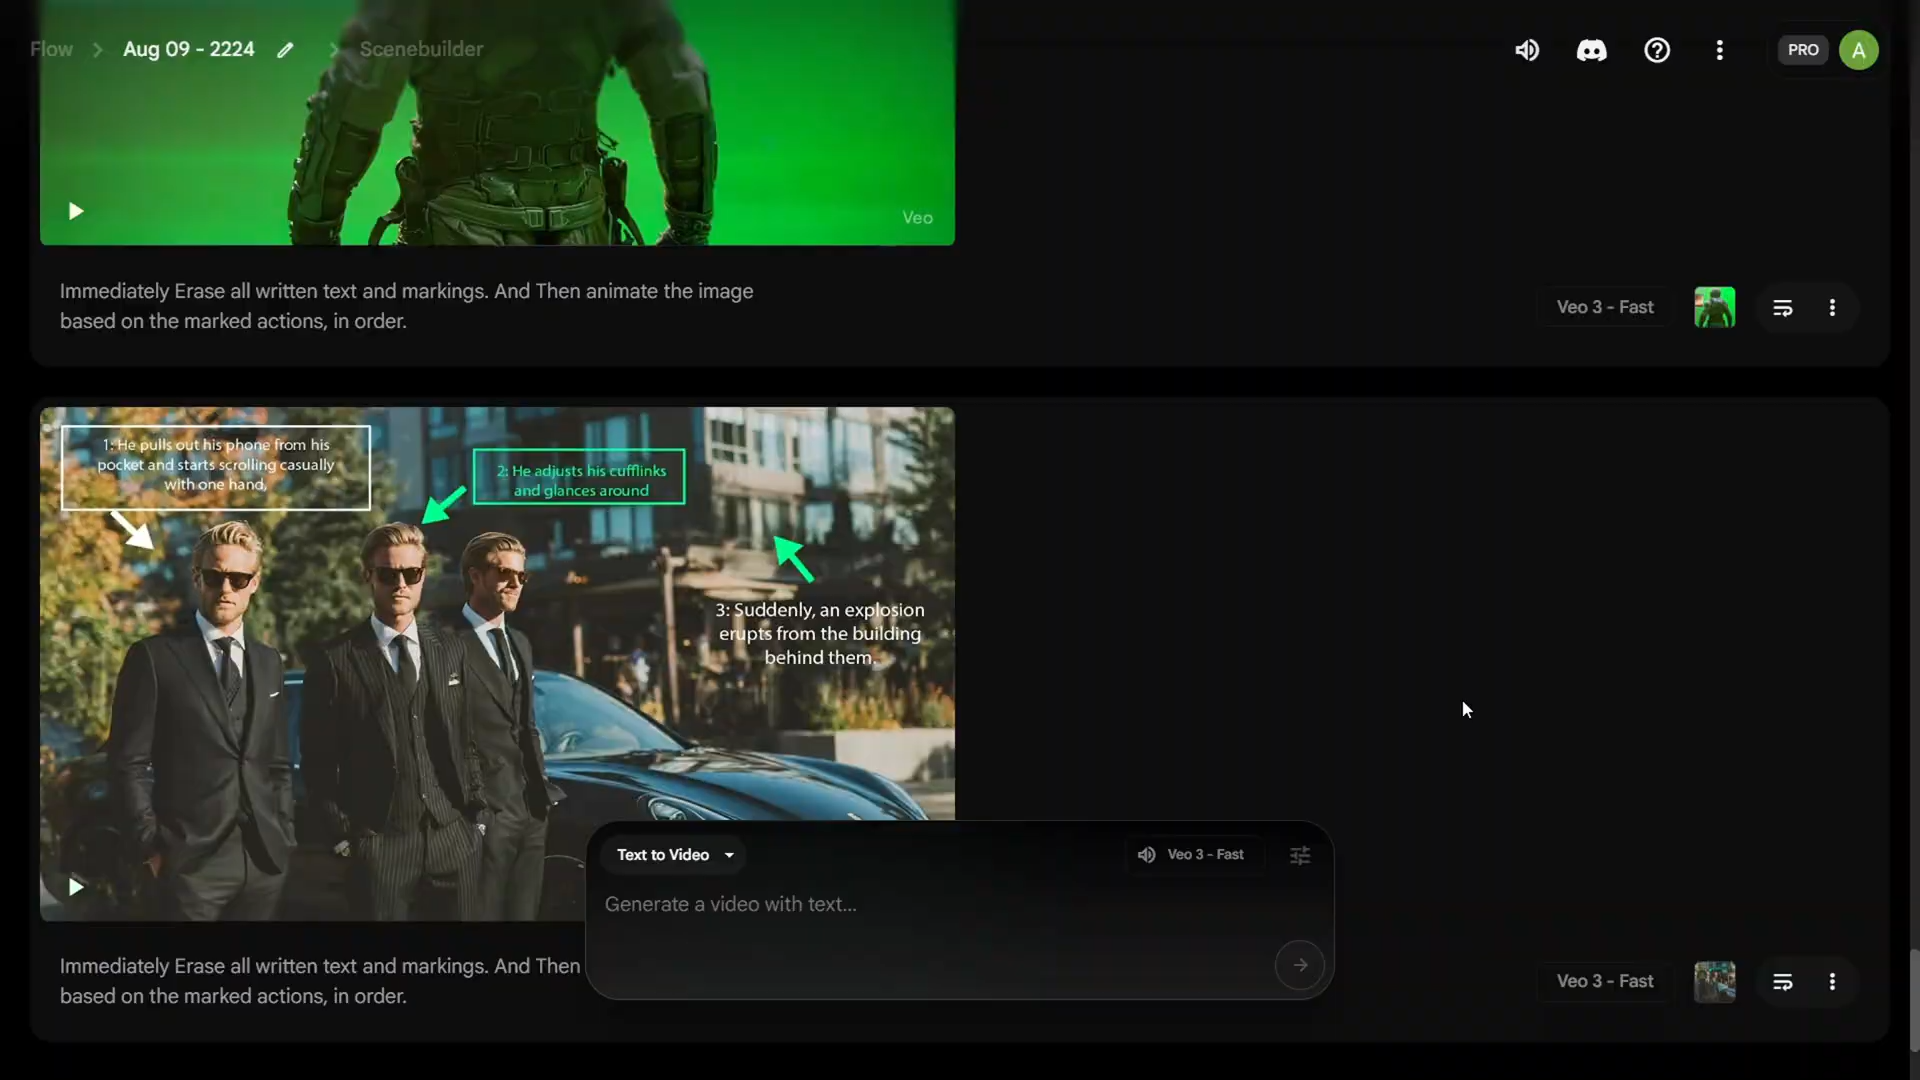 Flow > Aug 09 - 2224 > Scenebuilder
PRO A
Veo
Immediately Erase all written text and markings. And Then animate the image
based on the marked actions, in order.
Veo 3 - Fast
1: He pulls out his phone from his
pocket and starts scrolling casually
with one hand,
2: He adjusts his cufflinks
and glances around
3: Suddenly, an explosion
erupts from the building
behind them.
Text to Video
Veo 3 - Fast
Generate a video with text...
Immediately Erase all written text and markings. And Then
based on the marked actions, in order.
Veo 3 - Fast